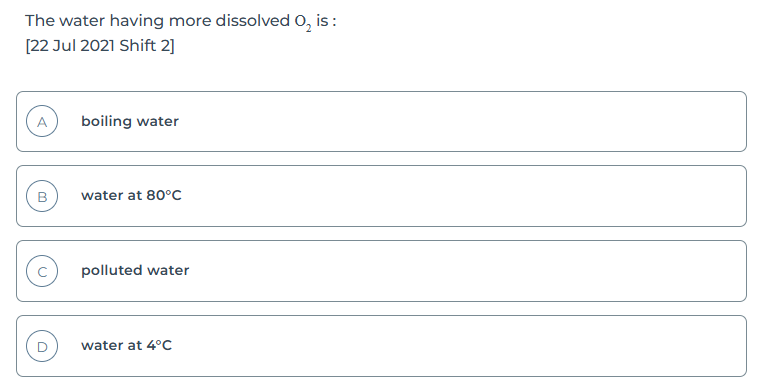 The water having more dissolved O₂ is :
[22 Jul 2021 Shift 2]
A boiling water
B water at 80°C
C polluted water
D water at 4°C